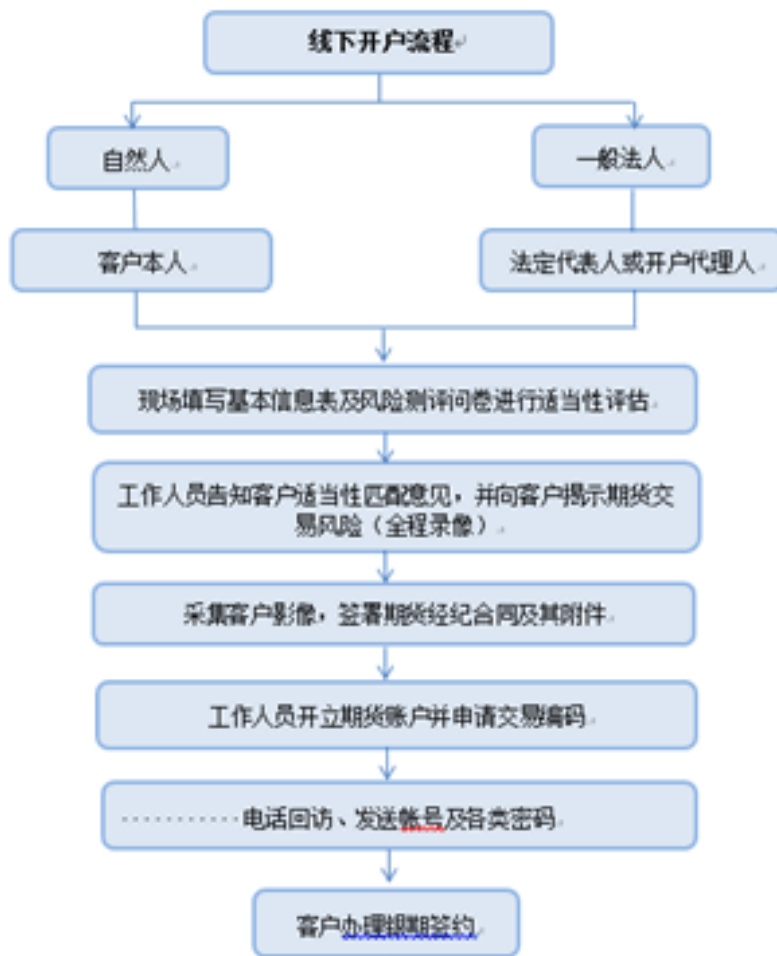 线下开户流程
自然人
一般法人
客户本人
法定代表人或开户代理人
现场填写基本信息表及风险测评问卷进行适当性评估
工作人员告知客户适当性匹配意见，并向客户揭示期货交
易风险（全程录像）
采集客户影像，签署期货经纪合同及其附件
工作人员开立期货账户并申请交易编码
···········电话回访、发送帐号及各类密码
客户办理银期签约